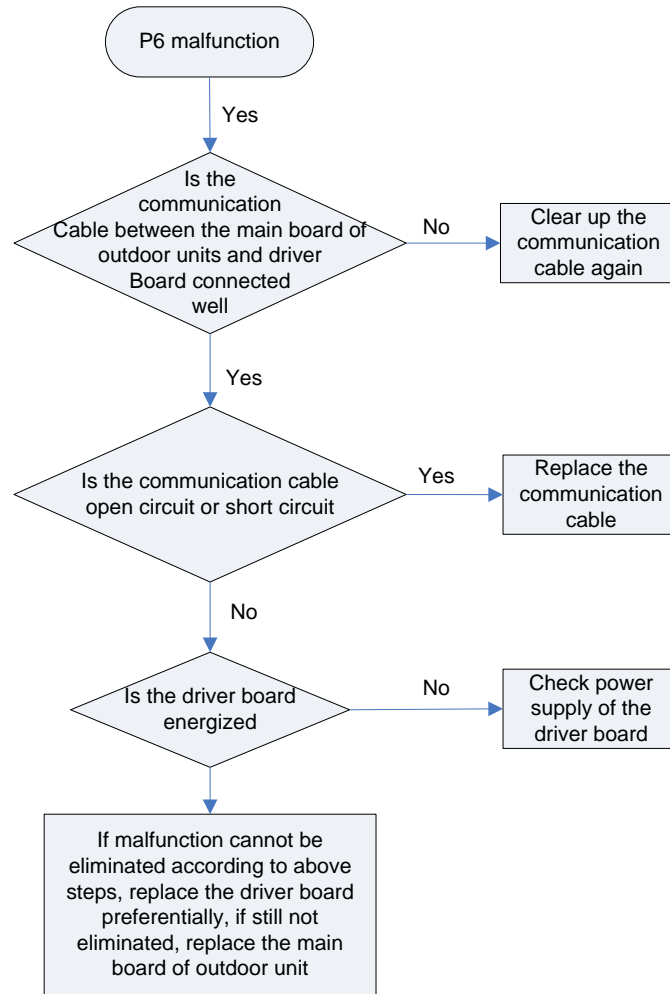 P6 malfunction
Yes
Is the
communication
Cable between the main board of
outdoor units and driver
Board connected
well
No
Clear up the
communication
cable again
Yes
Is the communication cable
open circuit or short circuit
Yes
Replace the
communication
cable
No
Is the driver board
energized
No
Check power
supply of the
driver board
If malfunction cannot be
eliminated according to above
steps, replace the driver board
preferentially, if still not
eliminated, replace the main
board of outdoor unit